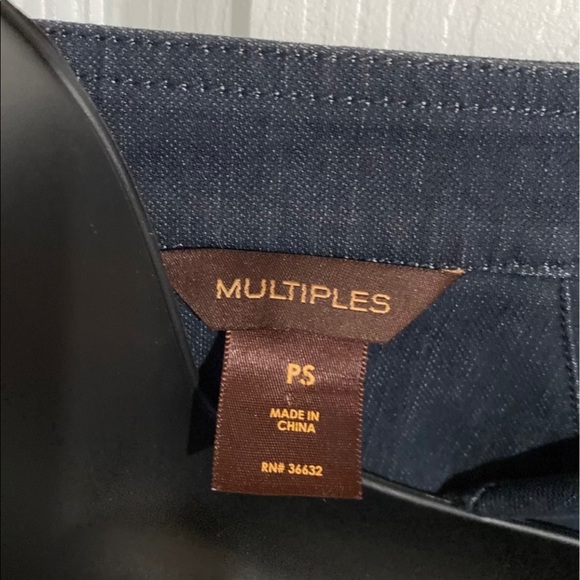 MULTIPLES
PS
MADE IN
CHINA
RN# 36632